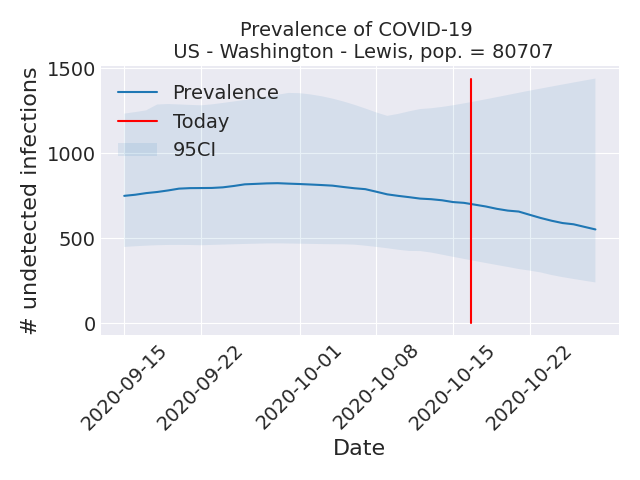 Prevalence of COVID-19
US - Washington - Lewis, pop. = 80707
# undetected infections
1500
1000
500
0
Prevalence
Today
95CI
2020-09-15
2020-09-22
2020-10-01
2020-10-08
2020-10-15
2020-10-22
Date